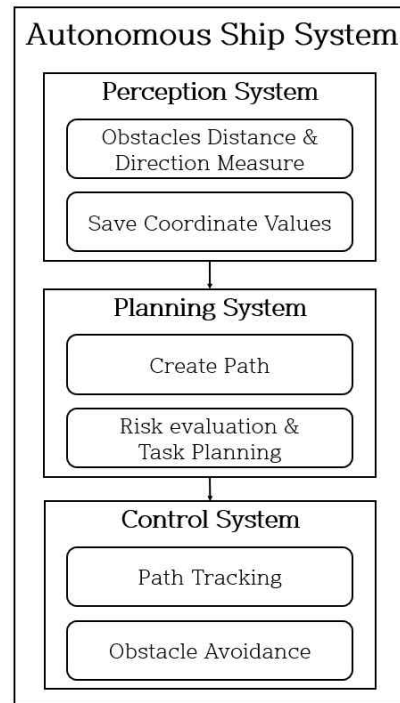 Autonomous Ship System
Perception System
Obstacles Distance &
Direction Measure
Save Coordinate Values
Planning System
Create Path
Risk evaluation &
Task Planning
Control System
Path Tracking
Obstacle Avoidance